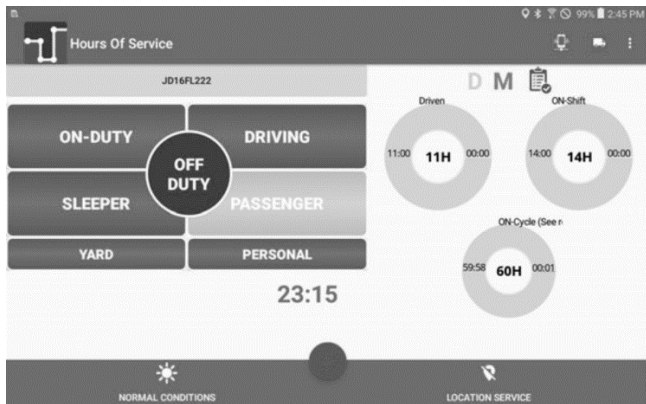 99% 2:45 PM
Hours Of Service
JD16FL222
D M
ON-DUTY
DRIVING
OFF
DUTY
SLEEPER
PASSENGER
YARD
PERSONAL
23:15
Driven
11:00 11H 00:00
ON-Shift
14:00 14H 00:00
ON-Cycle (See r
59:58 60H 00:01
NORMAL CONDITIONS
LOCATION SERVICE